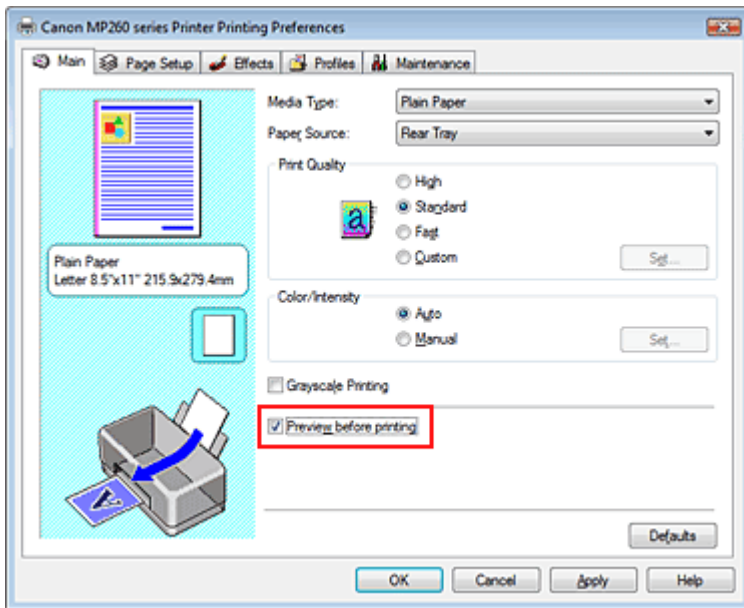 Canon MP260 series Printer Printing Preferences
Main Page Setup Effects Profiles Maintenance
Media Type: Plain Paper
Paper Source: Rear Tray
Print Quality
High
Standard
Fast
Custom Set...
Plain Paper
Letter 8.5"x11" 215.9x279.4mm
Color/Intensity
Auto
Manual Set...
Grayscale Printing
Preview before printing
Defaults
OK Cancel Apply Help